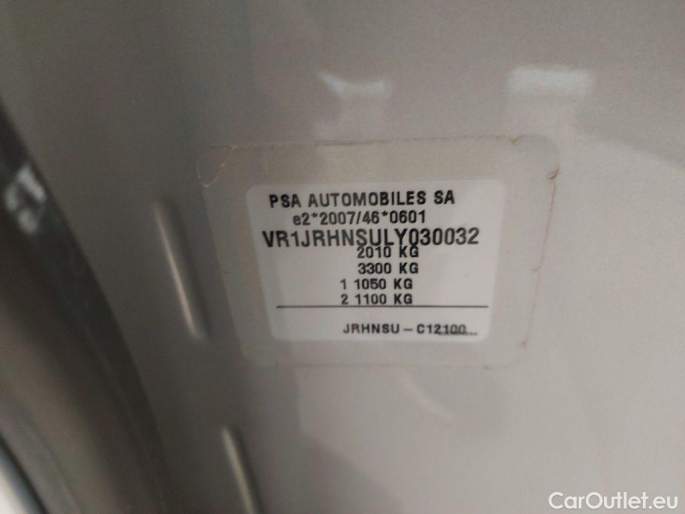 PSA AUTOMOBILES SA
e2*2007/46*0601
VR1JRHNSULY030032
2010 KG
3300 KG
1 1050 KG
2 1100 KG
JRHNSU-C12100...
CarOutlet.eu